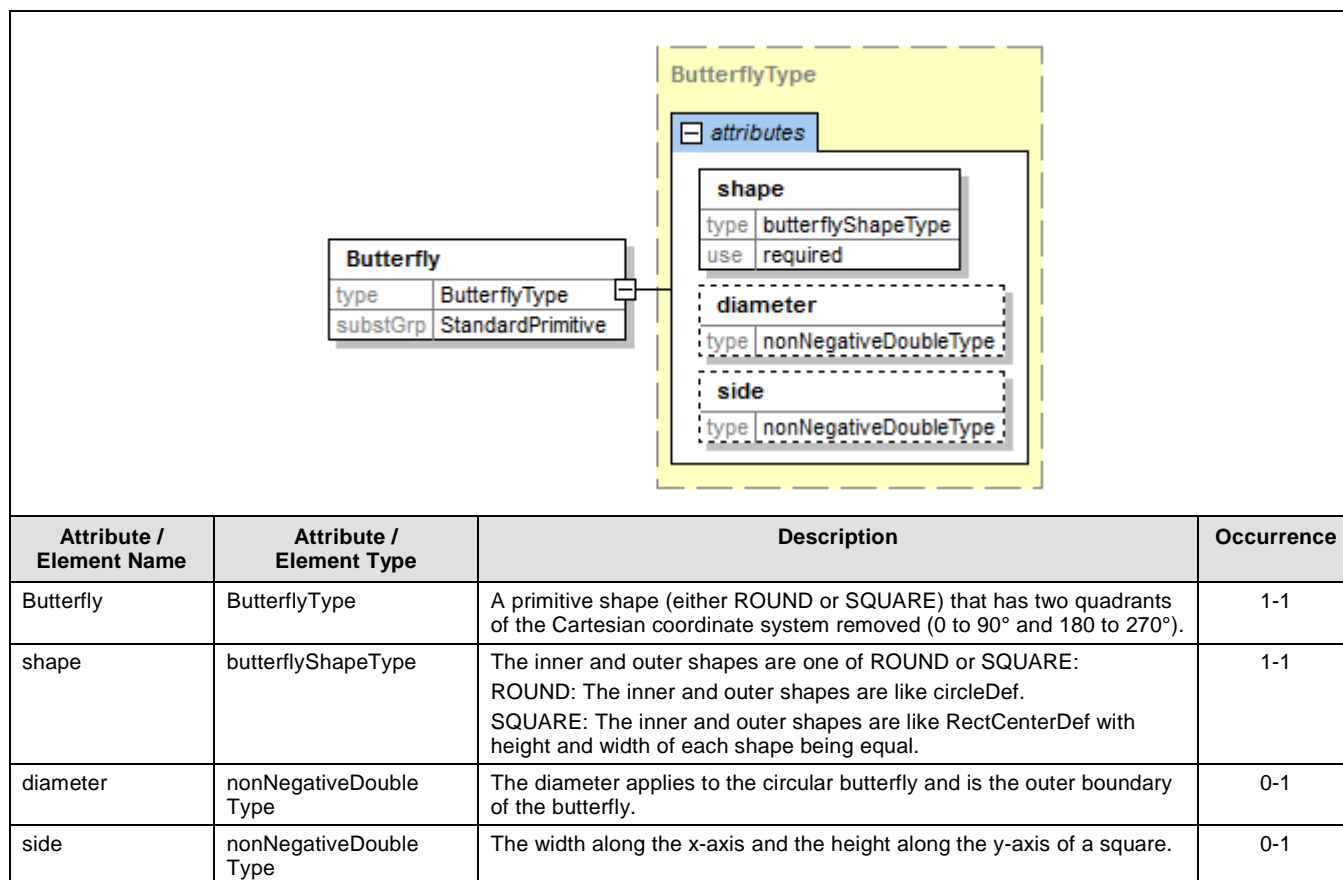 ButterflyType
attributes
shape
type butterflyShapeType
use required
Butterfly
type ButterflyType
substGrp StandardPrimitive
diameter
type nonNegativeDoubleType
side
type nonNegativeDoubleType
Attribute / Element Name
Attribute / Element Type
Description
Occurrence
Butterfly
ButterflyType
A primitive shape (either ROUND or SQUARE) that has two quadrants
of the Cartesian coordinate system removed (0 to 90° and 180 to 270°).
1-1
shape
butterflyShapeType
The inner and outer shapes are one of ROUND or SQUARE:
ROUND: The inner and outer shapes are like circleDef.
SQUARE: The inner and outer shapes are like RectCenterDef with
height and width of each shape being equal.
1-1
diameter
nonNegativeDouble
Type
The diameter applies to the circular butterfly and is the outer boundary
of the butterfly.
0-1
side
nonNegativeDouble
Type
The width along the x-axis and the height along the y-axis of a square.
0-1